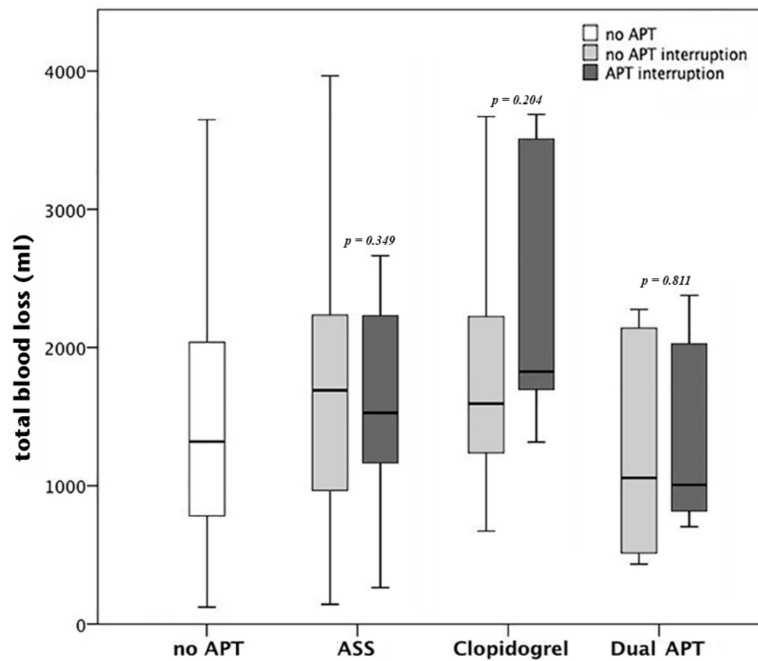 no APT
no APT interruption
APT interruption
4000
p = 0.204
3000
p = 0.349
p = 0.811
total blood loss (ml)
2000
1000
0
no APT
ASS
Clopidogrel
Dual APT